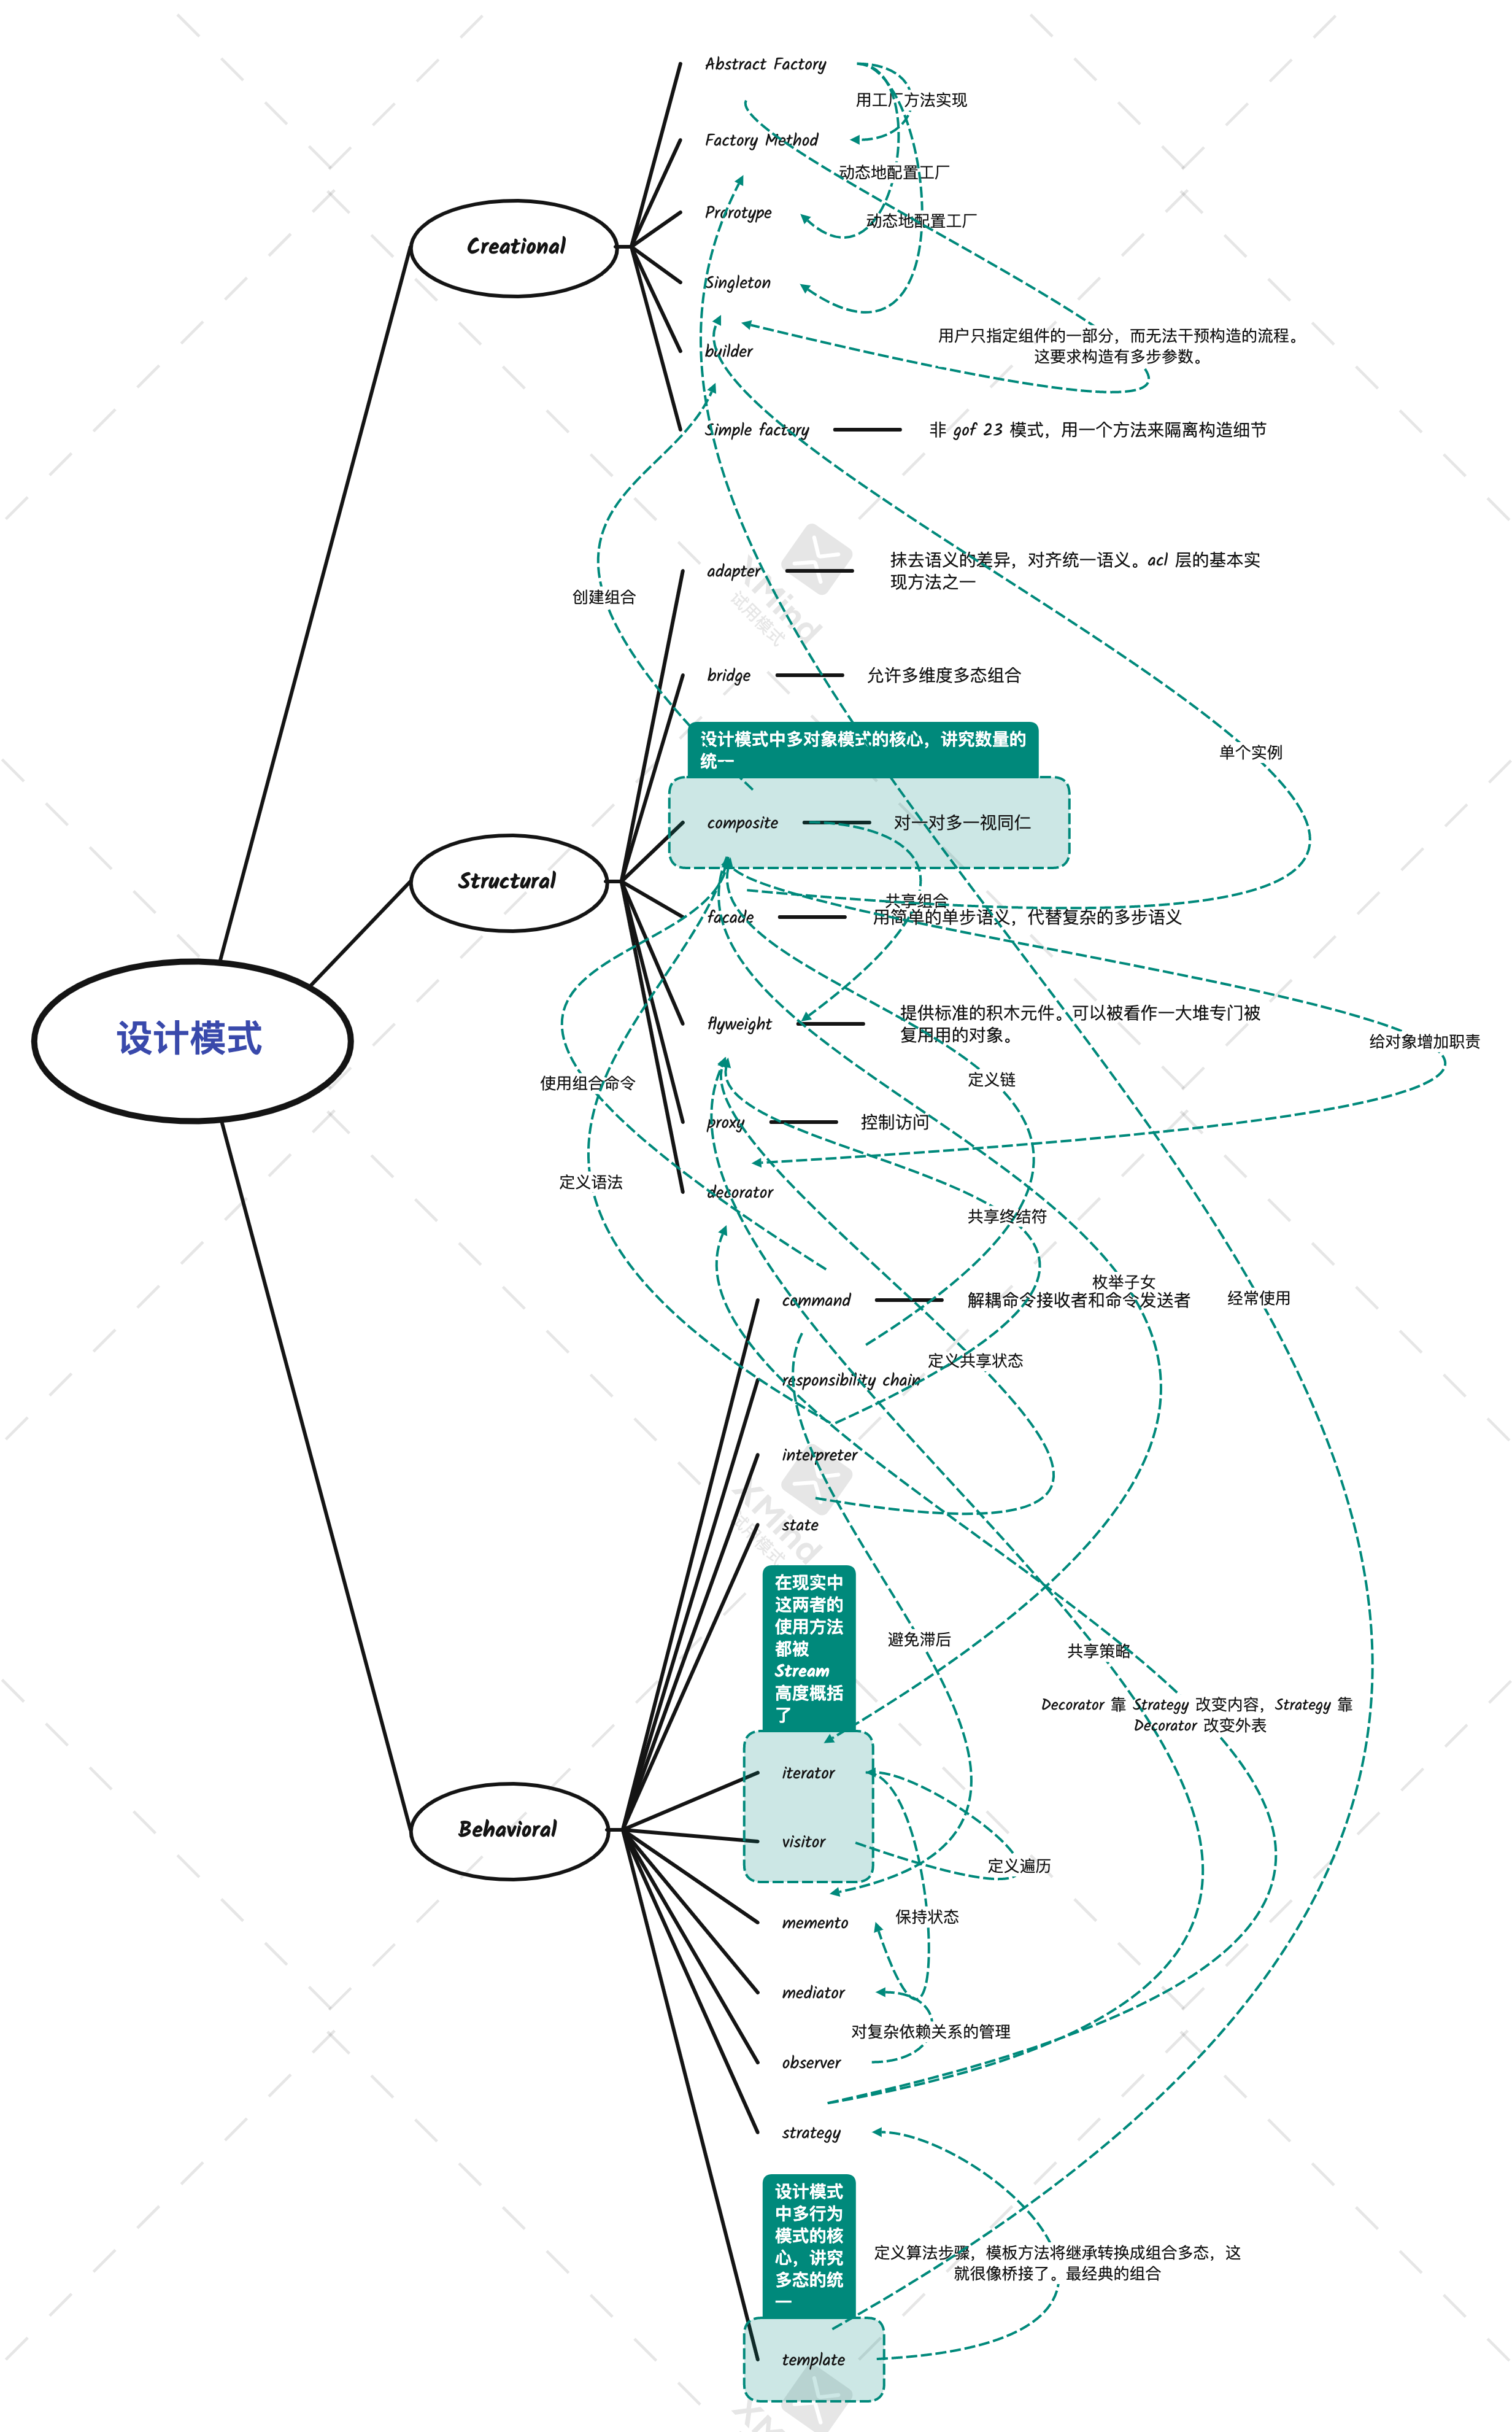 Abstract Factory
用工厂方法实现
Factory Method
动态地配置工厂
Prorotype
动态地配置工厂
Creational
Singleton
用户只指定组件的一部分，而无法干预构造的流程。
这要求构造有多步参数。
builder
Simple factory
非 gof 23 模式，用一个方法来隔离构造细节
adapter
抹去语义的差异，对齐统一语义。acl 层的基本实
现方法之一
创建组合
XMind
试用模式
bridge
允许多维度多态组合
设计模式中多对象模式的核心，讲究数量的
统一
单个实例
composite
对一对多一视同仁
Structural
共享组合
facade
用简单的单步语义，代替复杂的多步语义
flyweight
提供标准的积木元件。可以被看作一大堆专门被
复用用的对象。
设计模式
给对象增加职责
使用组合命令
定义链
proxy
控制访问
定义语法
decorator
共享终结符
枚举子女
经常使用
command
解耦命令接收者和命令发送者
定义共享状态
responsibility chain
interpreter
XMind
试用模式
state
在现实中
这两者的
使用方法
都被
Stream
高度概括
了
避免滞后
共享策略
Decorator 靠 Strategy 改变内容，Strategy 靠
Decorator 改变外表
iterator
Behavioral
visitor
定义遍历
memento
保持状态
mediator
对复杂依赖关系的管理
observer
strategy
设计模式
中多行为
模式的核
心，讲究
多态的统
一
定义算法步骤，模板方法将继承转换成组合多态，这
就很像桥接了。最经典的组合
template